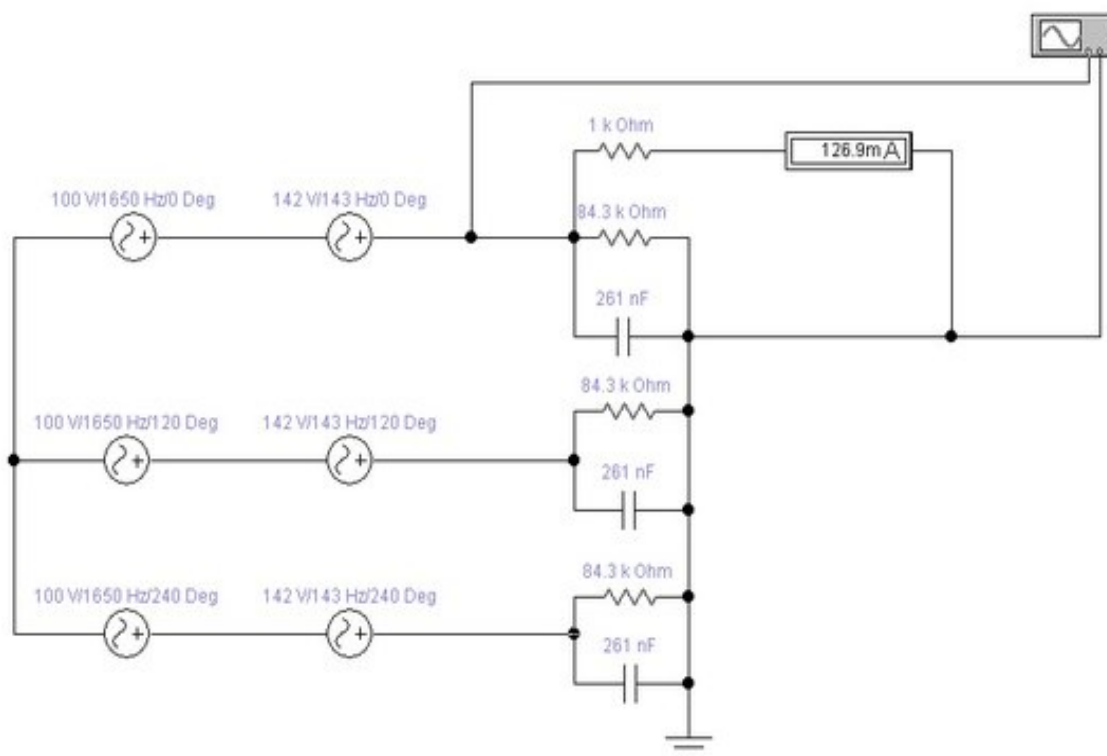 1 k Ohm
126.9mA
100 V/1650 Hz/0 Deg
142 V/143 Hz/0 Deg
84.3 k Ohm
261 nF
84.3 k Ohm
100 V/1650 Hz/120 Deg
142 V/143 Hz/120 Deg
261 nF
84.3 k Ohm
100 V/1650 Hz/240 Deg
142 V/143 Hz/240 Deg
261 nF